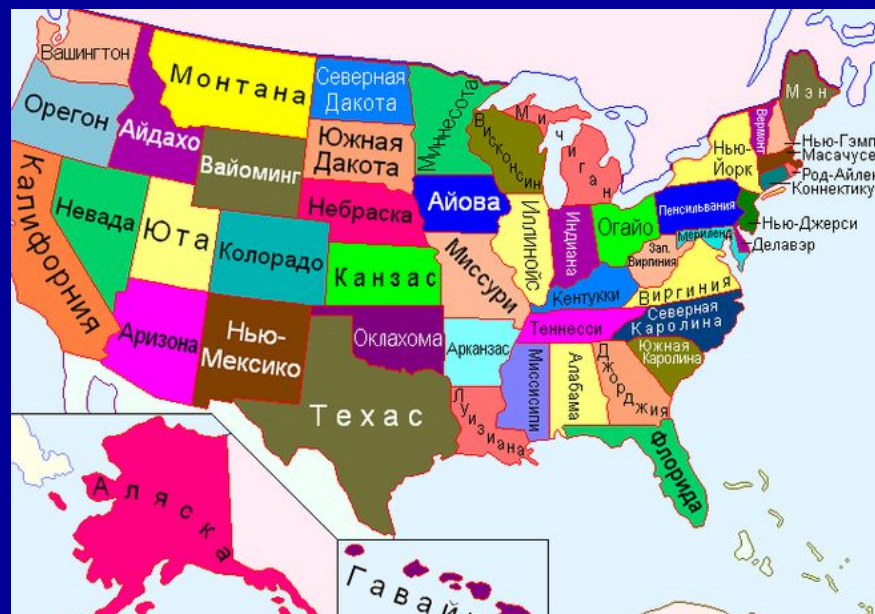 Вашингтон
Орегон
Калифорния
Невада
Айдахо
Монтана
Вайоминг
Юта
Аризона
Колорадо
Нью-
Мексико
Северная
Дакота
Южная
Дакота
Небраска
Канзас
Оклахома
Техас
Миннесота
Айова
Миссури
Арканзас
Луизиана
Висконсин
Иллинойс
Мичиган
Индиана
Огайо
Кентукки
Теннесси
Миссисипи
Алабама
Джорджия
Флорида
Южная
Каролина
Северная
Каролина
Виргиния
Зап.
Виргиния
Мериленд
Пенсильвания
Нью-
Йорк
Вермонт
Мэн
Нью-Гэмп
Масачусе
Род-Айлен
Коннектику
Нью-Джерси
Делавэр
Аляска
Гавай